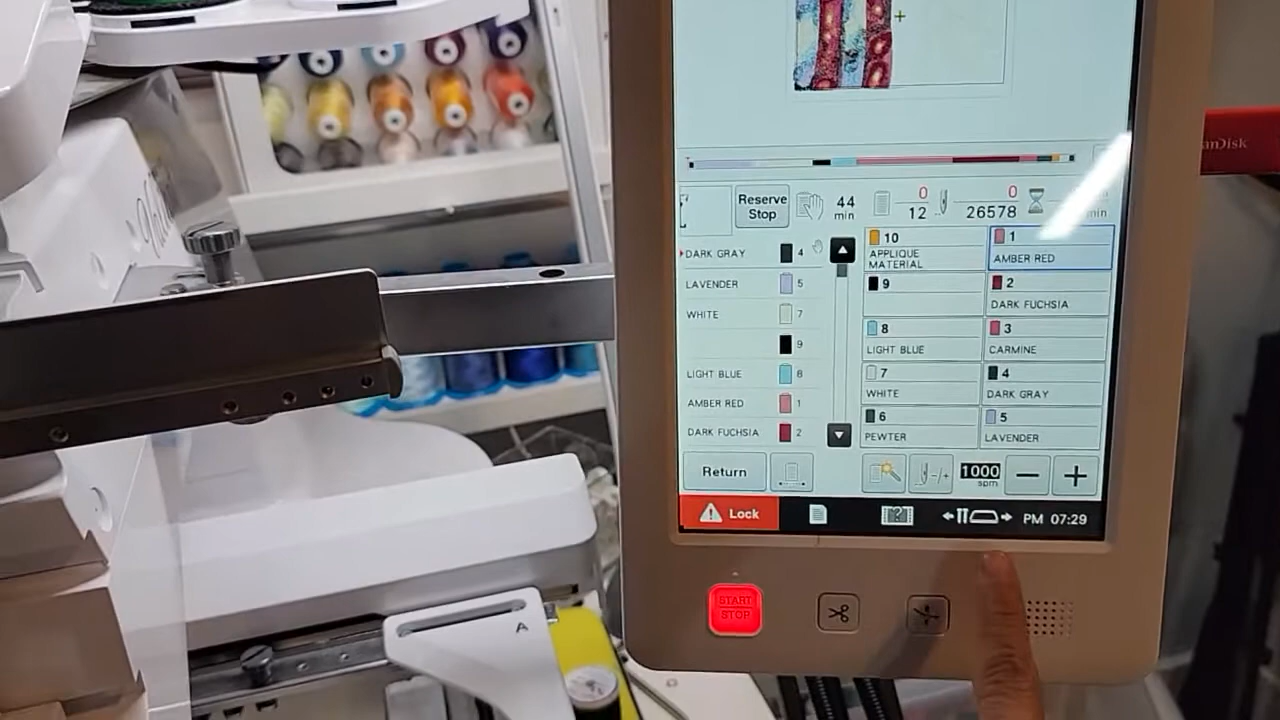 SanDisk
Reserve
Stop
44
min
0
12
0
26578
min
DARK GRAY 4
LAVENDER 5
WHITE 7
9
LIGHT BLUE 8
AMBER RED 1
DARK FUCHSIA 2
10
APPLIQUE
MATERIAL
1
AMBER RED
9
2
DARK FUCHSIA
8
LIGHT BLUE
3
CARMINE
7
WHITE
4
DARK GRAY
6
PEWTER
5
LAVENDER
Return
-/+
1000
spm
− +
Lock
?
PM 07:29
START
STOP
A